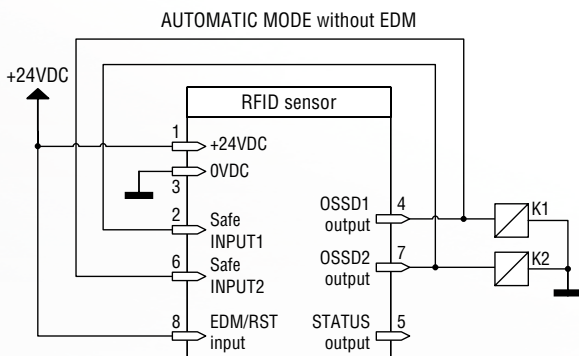 AUTOMATIC MODE without EDM
+24VDC
RFID sensor
1
+24VDC
0VDC
3
2
Safe
INPUT1
6
Safe
INPUT2
8
EDM/RST
input
OSSD1
output
4
K1
OSSD2
output
7
K2
STATUS
output
5